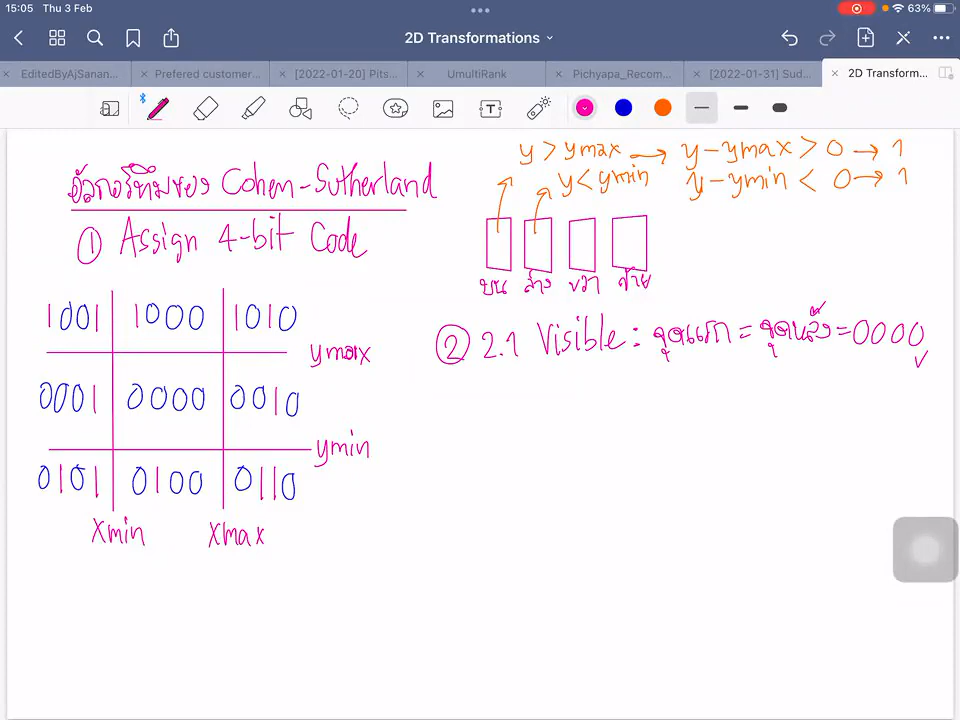 15:05 Thu 3 Feb
63%
2D Transformations
EditedByAjSanan...
Prefered customer...
[2022-01-20] Pits...
UmultiRank
Pichyapa_Recom...
[2022-01-31] Sud...
2D Transform...
อัลกอริทึมของ Cohen-Sutherland
① Assign 4-bit Code
1001 1000 1010
ymax
0001 0000 0010
ymin
0101 0100 0110
Xmin Xmax
y > ymax → y - ymax > 0 → 1
y < ymin y - ymin < 0 → 1
บน ล่าง ขวา ซ้าย
② 2.1 Visible : จุดแรก = จุดหลัง = 0000 ✓